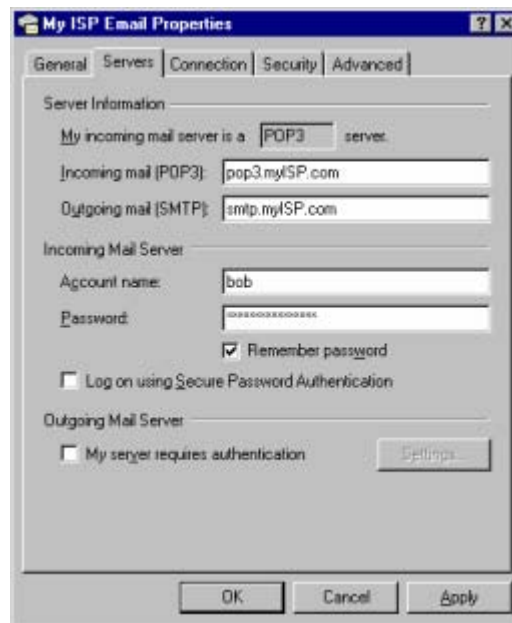 My ISP Email Properties
General Servers Connection Security Advanced
Server Information
My incoming mail server is a POP3 server.
Incoming mail (POP3): pop3.myISP.com
Outgoing mail (SMTP): smtp.myISP.com
Incoming Mail Server
Account name: bob
Password:
Remember password
Log on using Secure Password Authentication
Outgoing Mail Server
My server requires authentication Settings...
OK Cancel Apply